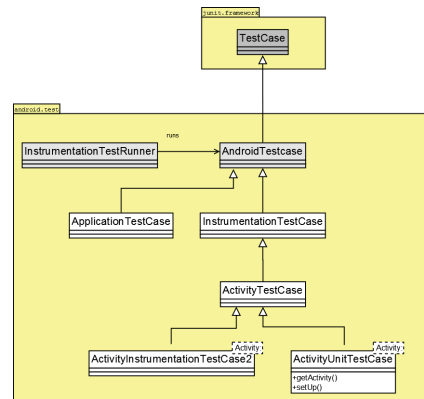 junit.framework
TestCase
android.test
runs
InstrumentationTestRunner
AndroidTestcase
ApplicationTestCase
InstrumentationTestCase
ActivityTestCase
Activity
ActivityInstrumentationTestCase2
Activity
ActivityUnitTestCase
+getActivity()
+setUp()